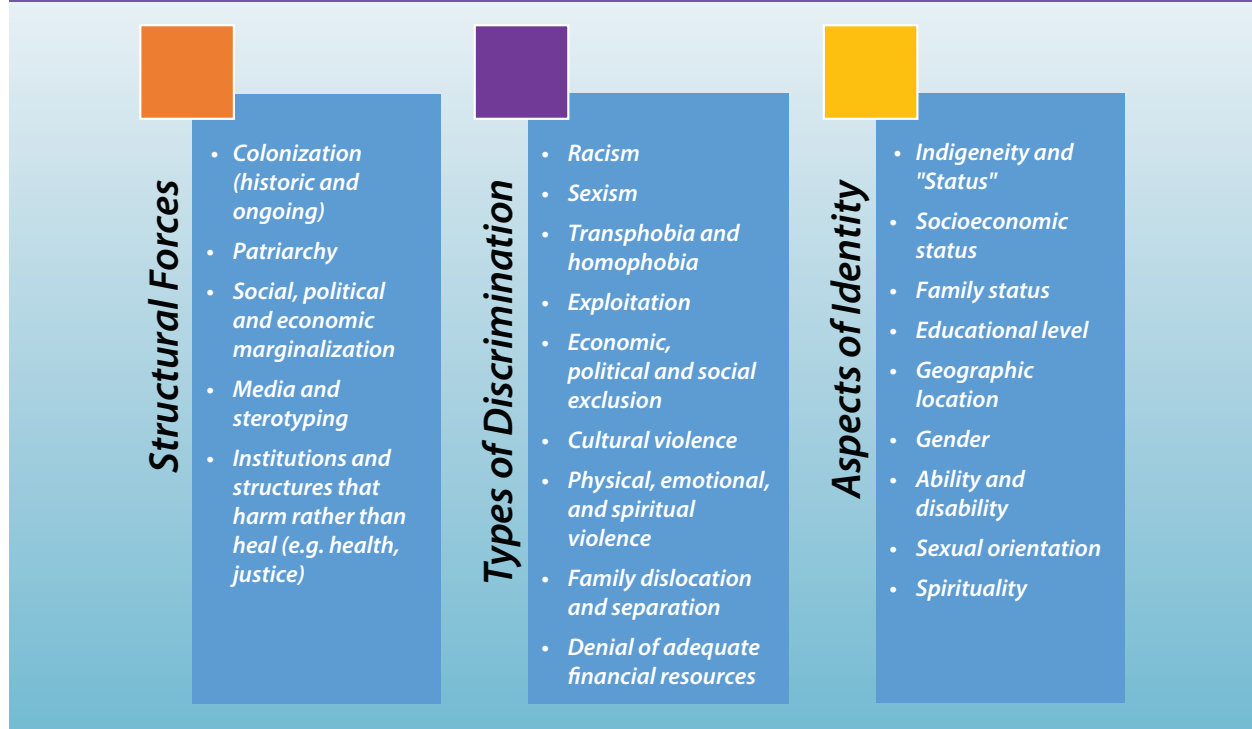 Structural Forces
• Colonization
(historic and
ongoing)
• Patriarchy
• Social, political
and economic
marginalization
• Media and
sterotyping
• Institutions and
structures that
harm rather than
heal (e.g. health,
justice)
Types of Discrimination
• Racism
• Sexism
• Transphobia and
homophobia
• Exploitation
• Economic,
political and social
exclusion
• Cultural violence
• Physical, emotional,
and spiritual
violence
• Family dislocation
and separation
• Denial of adequate
financial resources
Aspects of Identity
• Indigeneity and
"Status"
• Socioeconomic
status
• Family status
• Educational level
• Geographic
location
• Gender
• Ability and
disability
• Sexual orientation
• Spirituality